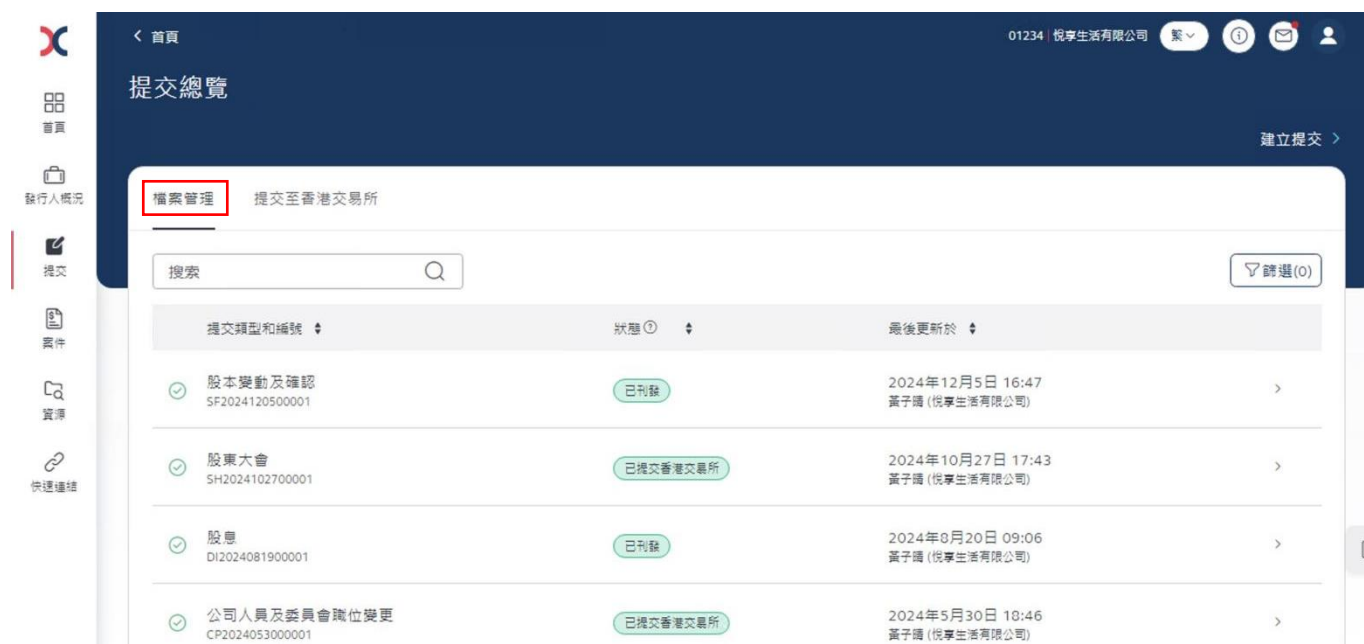 首頁
01234 | 悅享生活有限公司
繁
提交總覽
建立提交
首頁
發行人概況
提交
案件
資源
快速連結
檔案管理
提交至香港交易所
搜索
篩選(0)
提交類型和編號
狀態
最後更新於
股本變動及確認
SF2024120500001
已刊發
2024年12月5日 16:47
黃子晴 (悅享生活有限公司)
股東大會
SH2024102700001
已提交香港交易所
2024年10月27日 17:43
黃子晴 (悅享生活有限公司)
股息
DI2024081900001
已刊發
2024年8月20日 09:06
黃子晴 (悅享生活有限公司)
公司人員及委員會職位變更
CP2024053000001
已提交香港交易所
2024年5月30日 18:46
黃子晴 (悅享生活有限公司)